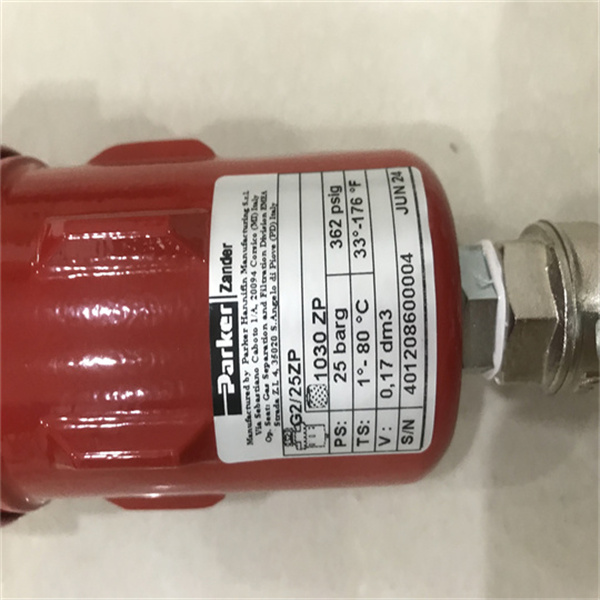 Parker Zander
Manufactured by Parker Hannifin Manufacturing S.r.l.
Via Sebastiano Caboto 1/A, 20094 Corsico (MI) Italy
Op. Seat: Gas Separation and Filtration Division EMEA
Strada Z.I. 4, 35020 S. Angelo di Piove (PD) Italy
G2/25ZP
1030 ZP
PS: 25 barg 362 psig
TS: 1°- 80 °C 33°-176 °F
V: 0,17 dm3
S/N 401208600004 JUN 24